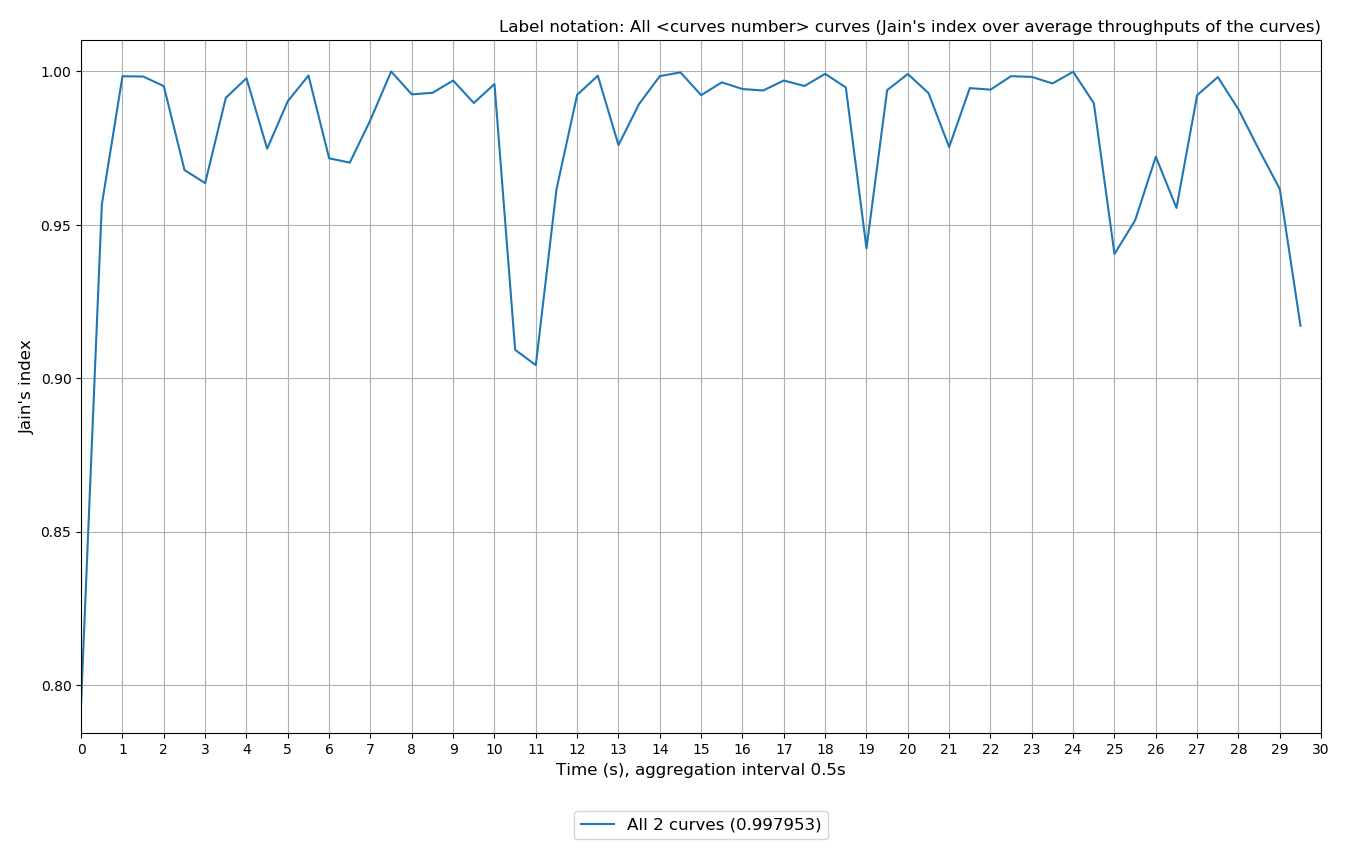 Label notation: All <curves number> curves (Jain's index over average throughputs of the curves)
1.00
0.95
0.90
0.85
0.80
Jain's index
0 1 2 3 4 5 6 7 8 9 10 11 12 13 14 15 16 17 18 19 20 21 22 23 24 25 26 27 28 29 30
Time (s), aggregation interval 0.5s
All 2 curves (0.997953)